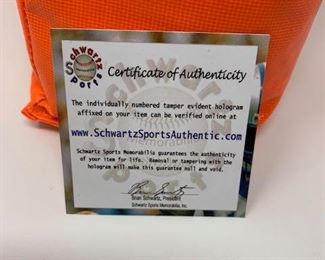 Schwartz
Sports
Certificate of Authenticity
The individually numbered tamper evident hologram
affixed on your item can be verified online at
www.SchwartzSportsAuthentic.com
Schwartz Sports Memorabilia guarantees the authenticity
of your item for life. Removal or tampering with the
hologram will make this guarantee null and void.
Brian Schwartz, President
Schwartz Sports Memorabilia, Inc.